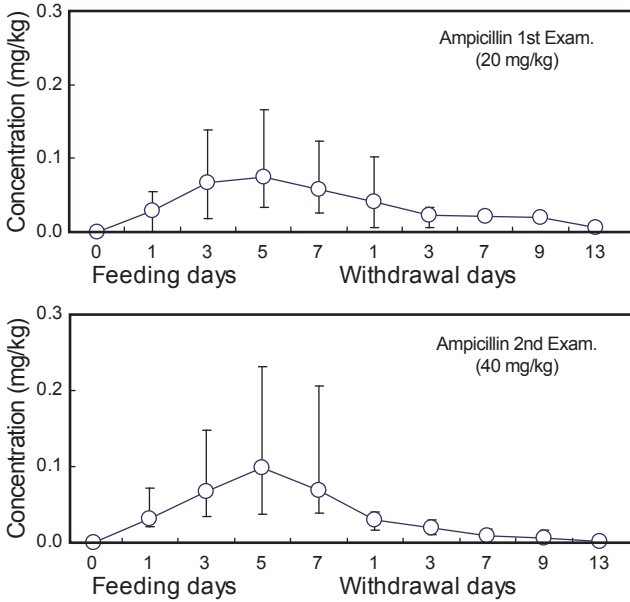 0.3
Ampicillin 1st Exam.
(20 mg/kg)
0.2
0.1
0.0
Concentration (mg/kg)
0 1 3 5 7 1 3 7 9 13
Feeding days Withdrawal days
0.3
Ampicillin 2nd Exam.
(40 mg/kg)
0.2
0.1
0.0
Concentration (mg/kg)
0 1 3 5 7 1 3 7 9 13
Feeding days Withdrawal days